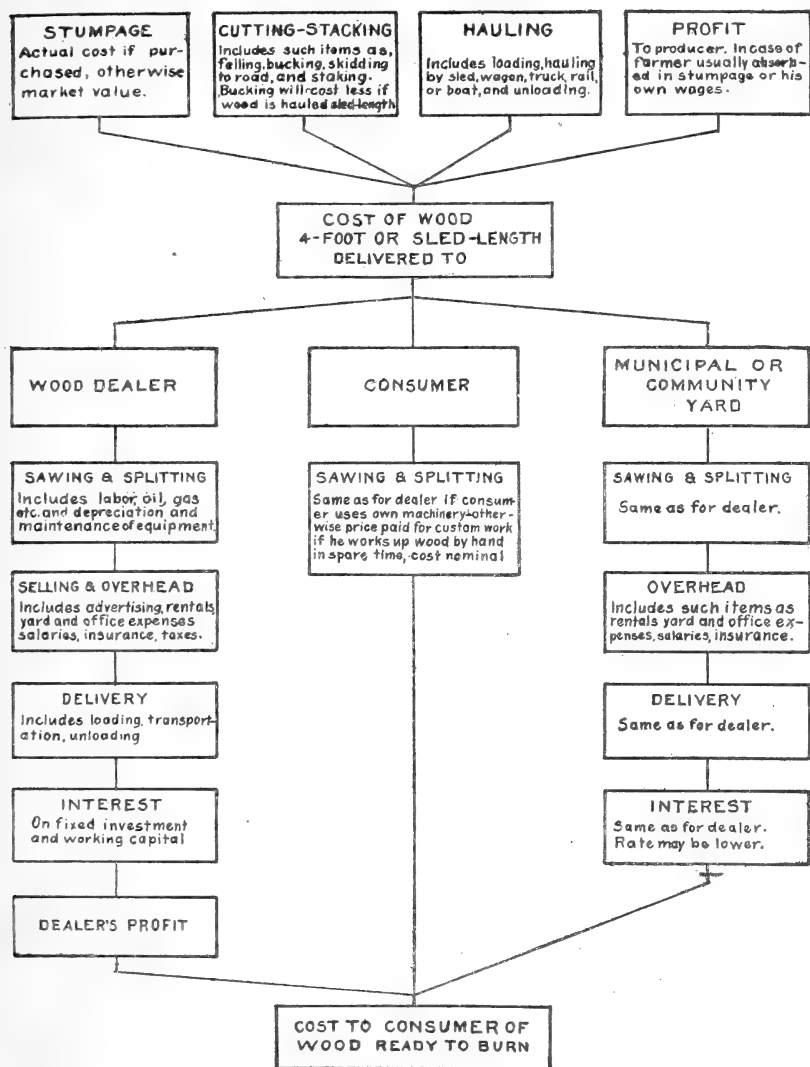 STUMPAGE
Actual cost if pur-
chased, otherwise
market value.
CUTTING-STACKING
Includes such items as,
felling, bucking, skidding
to road, and staking.
Bucking will cost less if
wood is hauled sled-length
HAULING
Includes loading, hauling
by sled, wagon, truck, rail,
or boat, and unloading.
PROFIT
To producer. In case of
farmer usually absorb-
ed in stumpage or his
own wages.
COST OF WOOD
4-FOOT OR SLED-LENGTH
DELIVERED TO
WOOD DEALER
CONSUMER
MUNICIPAL OR
COMMUNITY
YARD
SAWING & SPLITTING
Includes labor, oil, gas
etc. and depreciation and
maintenance of equipment.
SAWING & SPLITTING
Same as for dealer if consum-
er uses own machinery-other-
wise price paid for custom work
if he works up wood by hand
in spare time, cost nominal
SAWING & SPLITTING
Same as for dealer.
SELLING & OVERHEAD
Includes advertising, rentals,
yard and office expenses
salaries, insurance, taxes.
OVERHEAD
Includes such items as
rentals yard and office ex-
penses, salaries, insurance.
DELIVERY
Includes loading, transport-
ation, unloading
DELIVERY
Same as for dealer.
INTEREST
On fixed investment
and working capital
INTEREST
Same as for dealer.
Rate may be lower.
DEALER'S PROFIT
COST TO CONSUMER OF
WOOD READY TO BURN